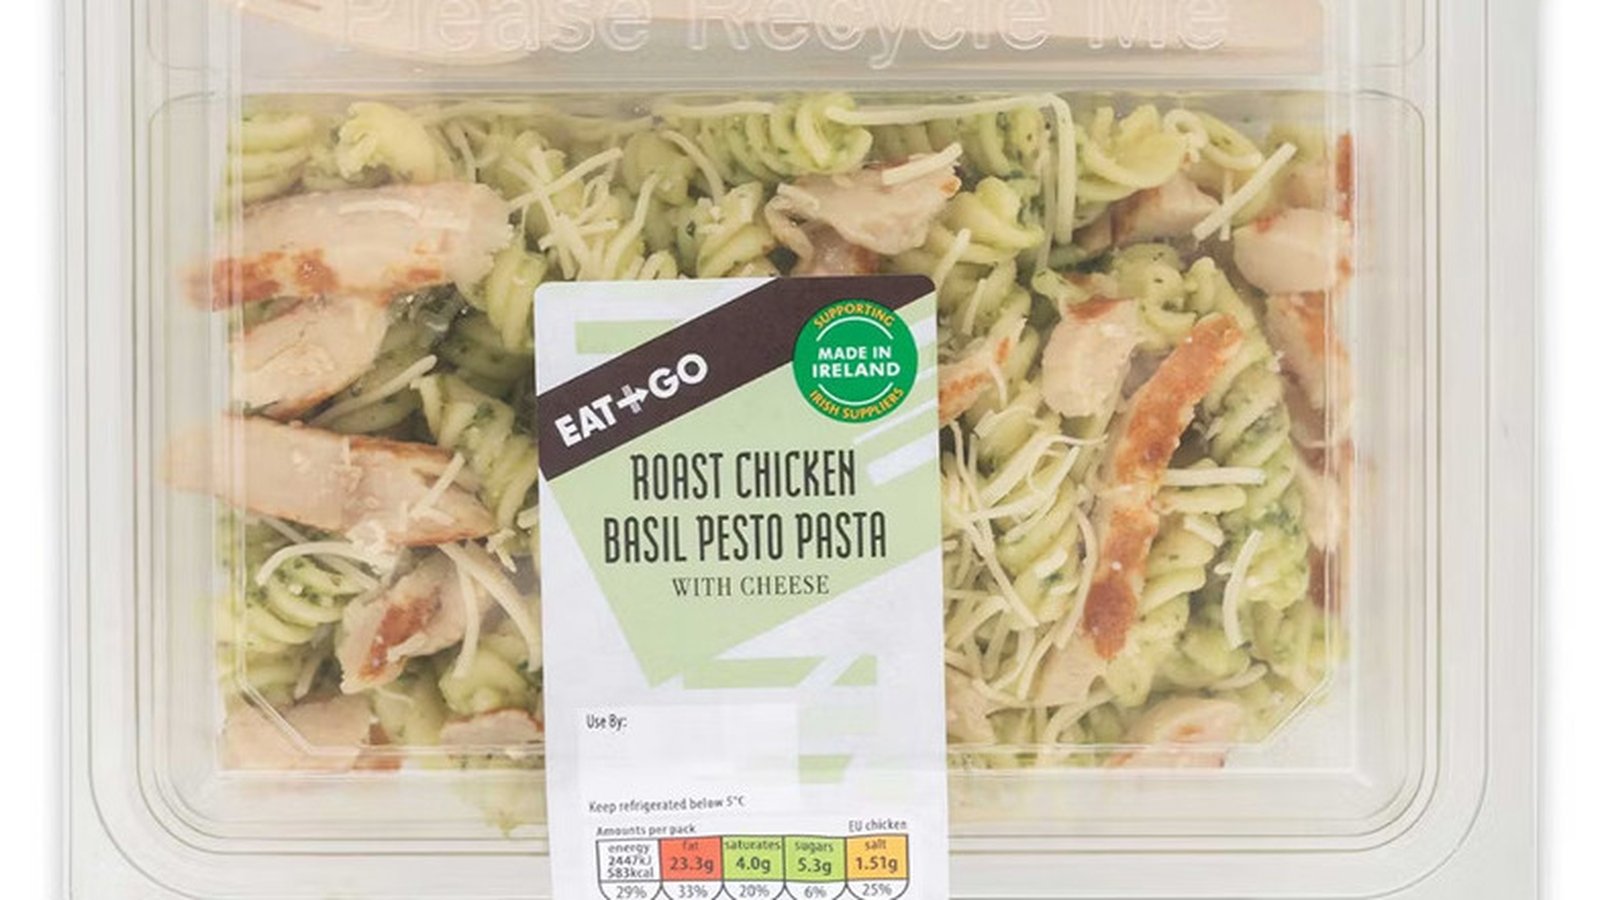 Please Recycle Me
EAT+GO
SUPPORTING
MADE IN
IRELAND
IRISH SUPPLIERS
ROAST CHICKEN
BASIL PESTO PASTA
WITH CHEESE
Use By:
Keep refrigerated below 5°C
Amounts per pack EU chicken
energy fat saturates sugars salt
2447kJ 23.3g 4.0g 5.3g 1.51g
583kcal
29% 33% 20% 6% 25%